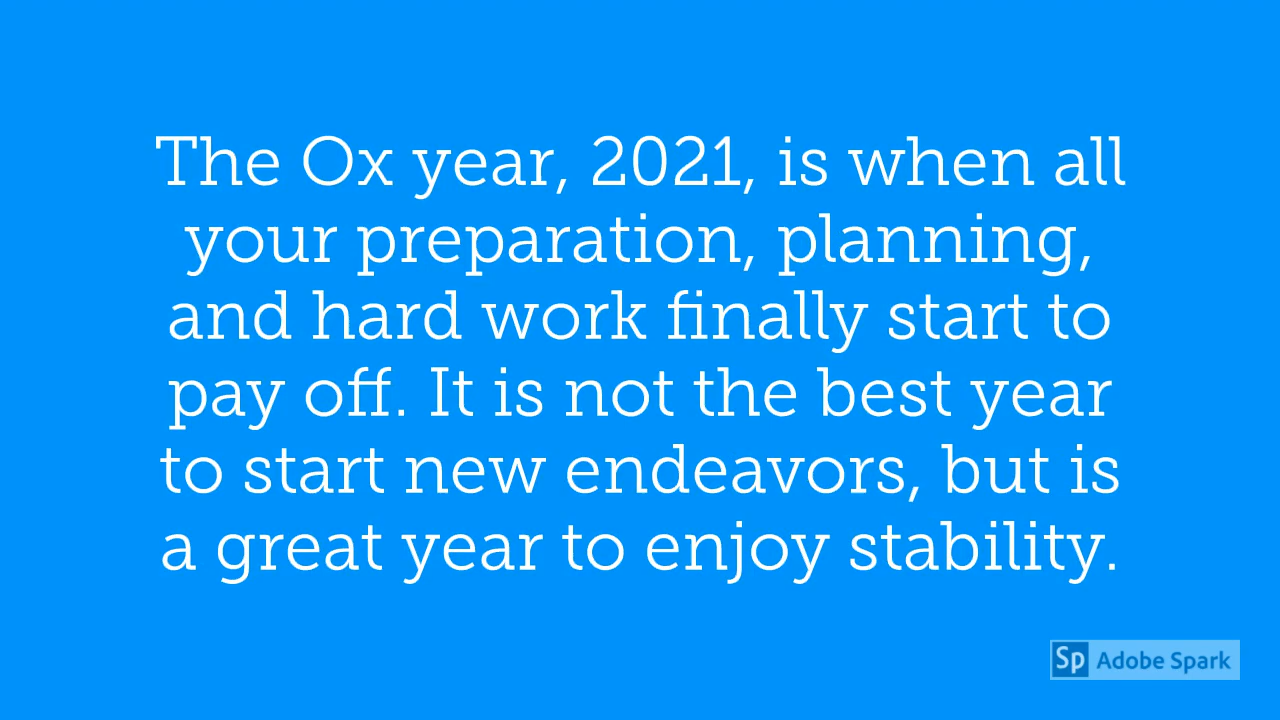 The Ox year, 2021, is when all
your preparation, planning,
and hard work finally start to
pay off. It is not the best year
to start new endeavors, but is
a great year to enjoy stability.
Sp Adobe Spark